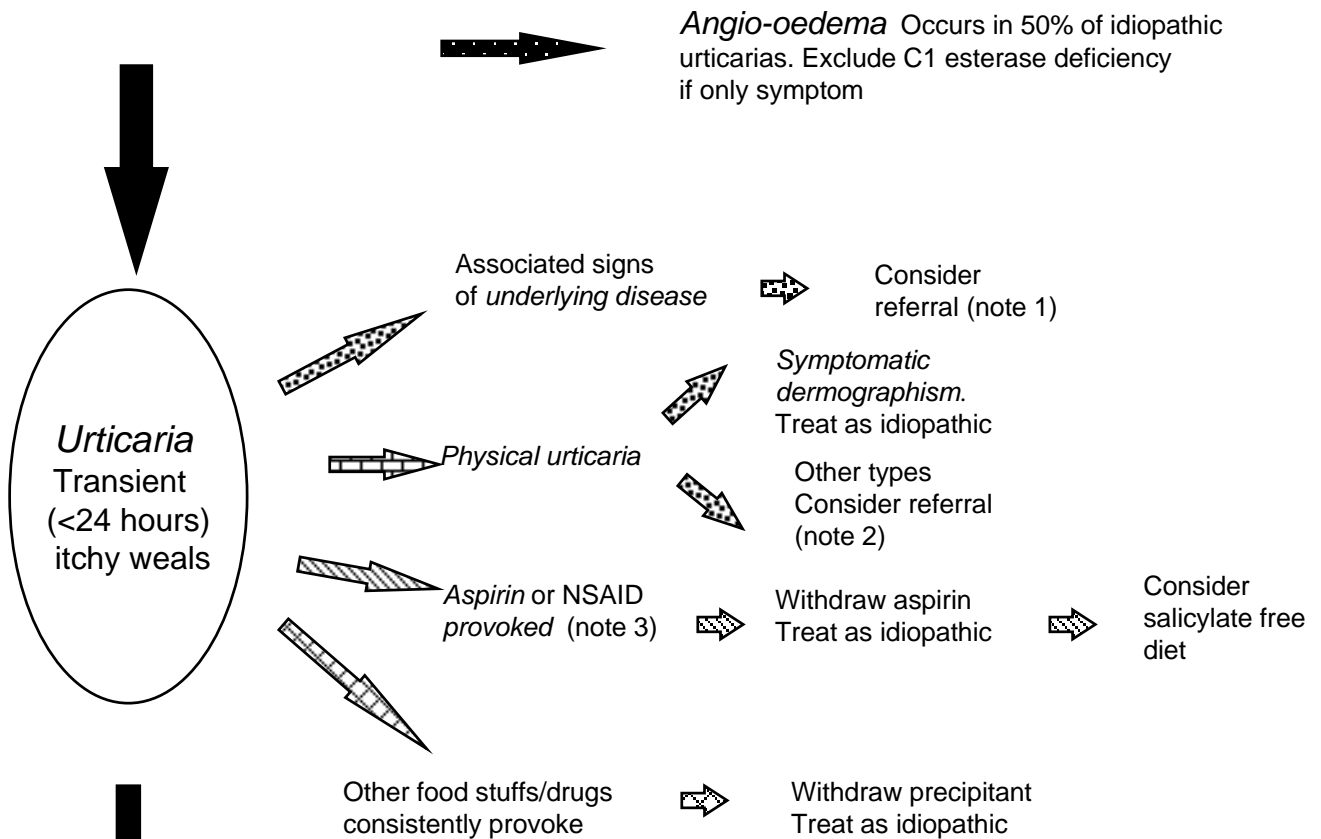 Angio-oedema Occurs in 50% of idiopathic
urticarias. Exclude C1 esterase deficiency
if only symptom
Associated signs
of underlying disease
Consider
referral (note 1)
Urticaria
Transient
(<24 hours)
itchy weals
Physical urticaria
Symptomatic
dermographism.
Treat as idiopathic
Other types
Consider referral
(note 2)
Aspirin or NSAID
provoked (note 3)
Withdraw aspirin
Treat as idiopathic
Consider
salicylate free
diet
Other food stuffs/drugs
consistently provoke
Withdraw precipitant
Treat as idiopathic